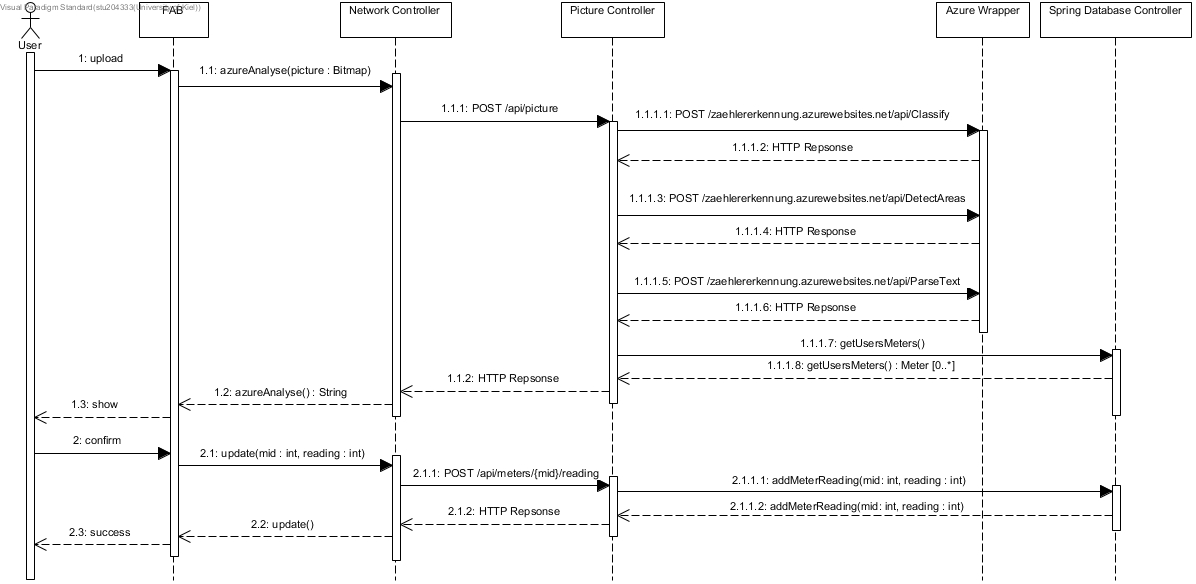 Visual Paradigm Standard(stu204333(University of Kiel))
FAB
Network Controller
Picture Controller
Azure Wrapper
Spring Database Controller
User
1: upload
1.1: azureAnalyse(picture : Bitmap)
1.1.1: POST /api/picture
1.1.1.1: POST /zaehlererkennung.azurewebsites.net/api/Classify
1.1.1.2: HTTP Repsonse
1.1.1.3: POST /zaehlererkennung.azurewebsites.net/api/DetectAreas
1.1.1.4: HTTP Response
1.1.1.5: POST /zaehlererkennung.azurewebsites.net/api/ParseText
1.1.1.6: HTTP Repsonse
1.1.1.7: getUsersMeters()
1.1.1.8: getUsersMeters() : Meter [0..*]
1.1.2: HTTP Repsonse
1.2: azureAnalyse() : String
1.3: show
2: confirm
2.1: update(mid : int, reading : int)
2.1.1: POST /api/meters/{mid}/reading
2.1.1.1: addMeterReading(mid: int, reading : int)
2.1.1.2: addMeterReading(mid: int, reading : int)
2.1.2: HTTP Repsonse
2.2: update()
2.3: success